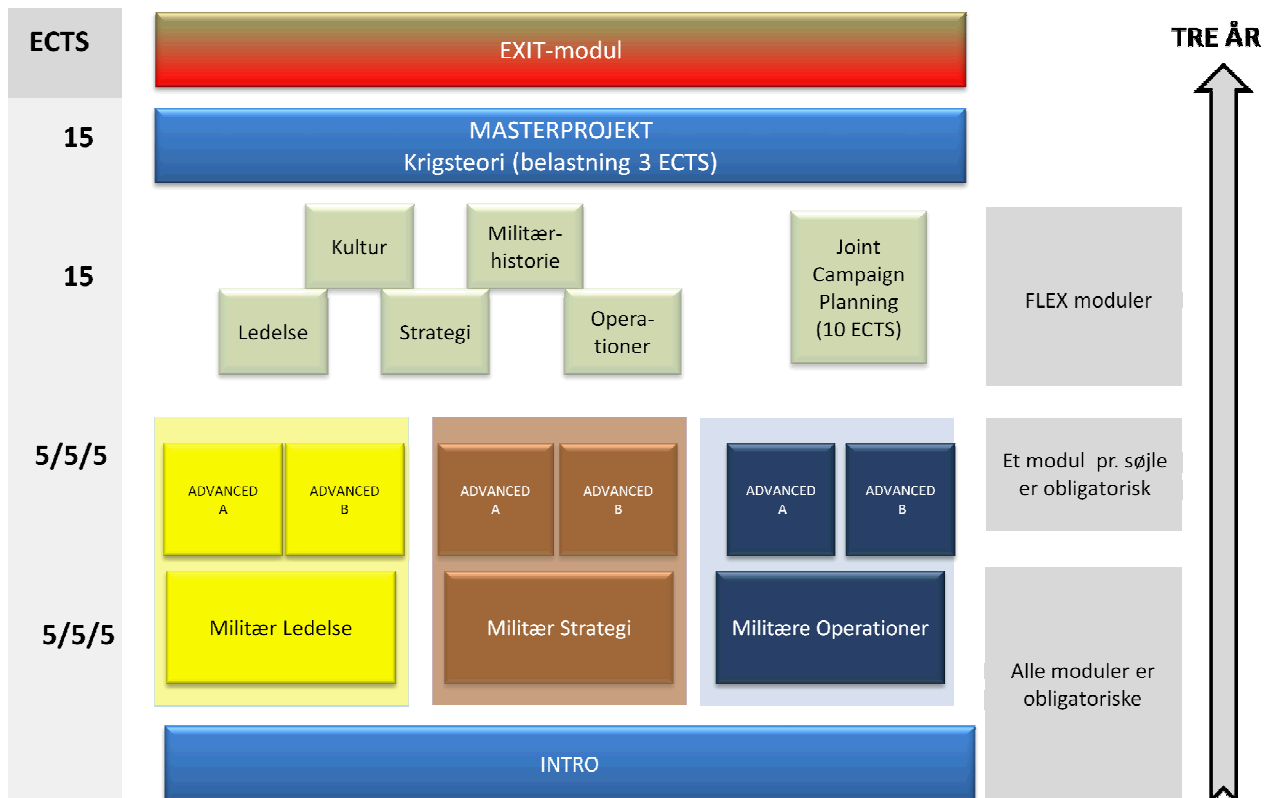 ECTS
EXIT-modul
TRE ÅR
15
MASTERPROJEKT
Krigsteori (belastning 3 ECTS)
15
Kultur
Militær-
historie
Ledelse
Strategi
Opera-
tioner
Joint
Campaign
Planning
(10 ECTS)
FLEX moduler
5/5/5
ADVANCED
A
ADVANCED
B
ADVANCED
A
ADVANCED
B
ADVANCED
A
ADVANCED
B
Et modul pr. søjle
er obligatorisk
5/5/5
Militær Ledelse
Militær Strategi
Militære Operationer
Alle moduler er
obligatoriske
INTRO